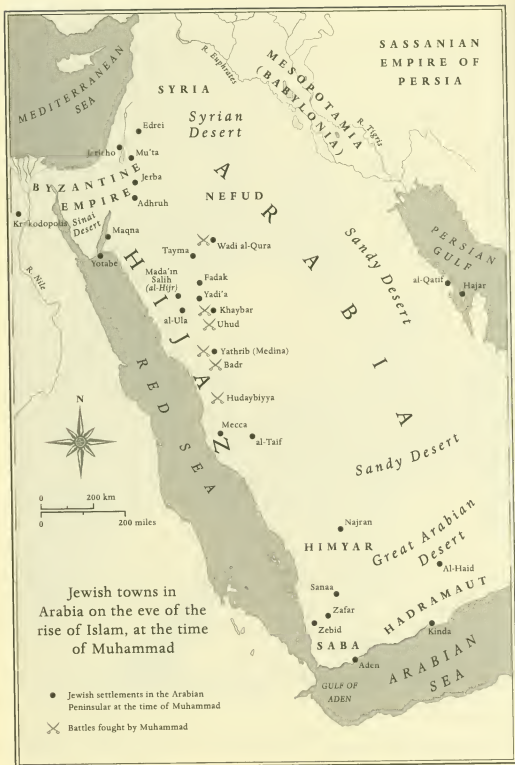 MEDITERRANEAN
SEA
R. Euphrates
MESOPOTAMIA
(BABYLONIA)
R. Tigris
SASSANIAN
EMPIRE OF
PERSIA
SYRIA
Syrian
Desert
Edrei
Jericho
Mu'ta
BYZANTINE
EMPIRE
Jerba
Adhruh
Krokodopolis
Sinai
Desert
Maqna
Yotabe
R. Nile
NEFUD
ARABIA
PERSIAN
GULF
al-Qatif
Hajar
Sandy Desert
Wadi al-Qura
Tayma
Mada'in
Salih
(al-Hijr)
Fadak
Yadi'a
al-Ula
Khaybar
Uhud
HIJAZ
Yathrib (Medina)
Badr
Hudaybiyya
RED SEA
Mecca
al-Taif
N
0 200 km
0 200 miles
Sandy Desert
Najran
HIMYAR
Great Arabian
Desert
Al-Haid
Sanaa
Zafar
Zebid
HADRAMAUT
Kinda
SABA
Aden
GULF OF
ADEN
ARABIAN
SEA
Jewish towns in
Arabia on the eve of the
rise of Islam, at the time
of Muhammad
Jewish settlements in the Arabian
Peninsular at the time of Muhammad
Battles fought by Muhammad